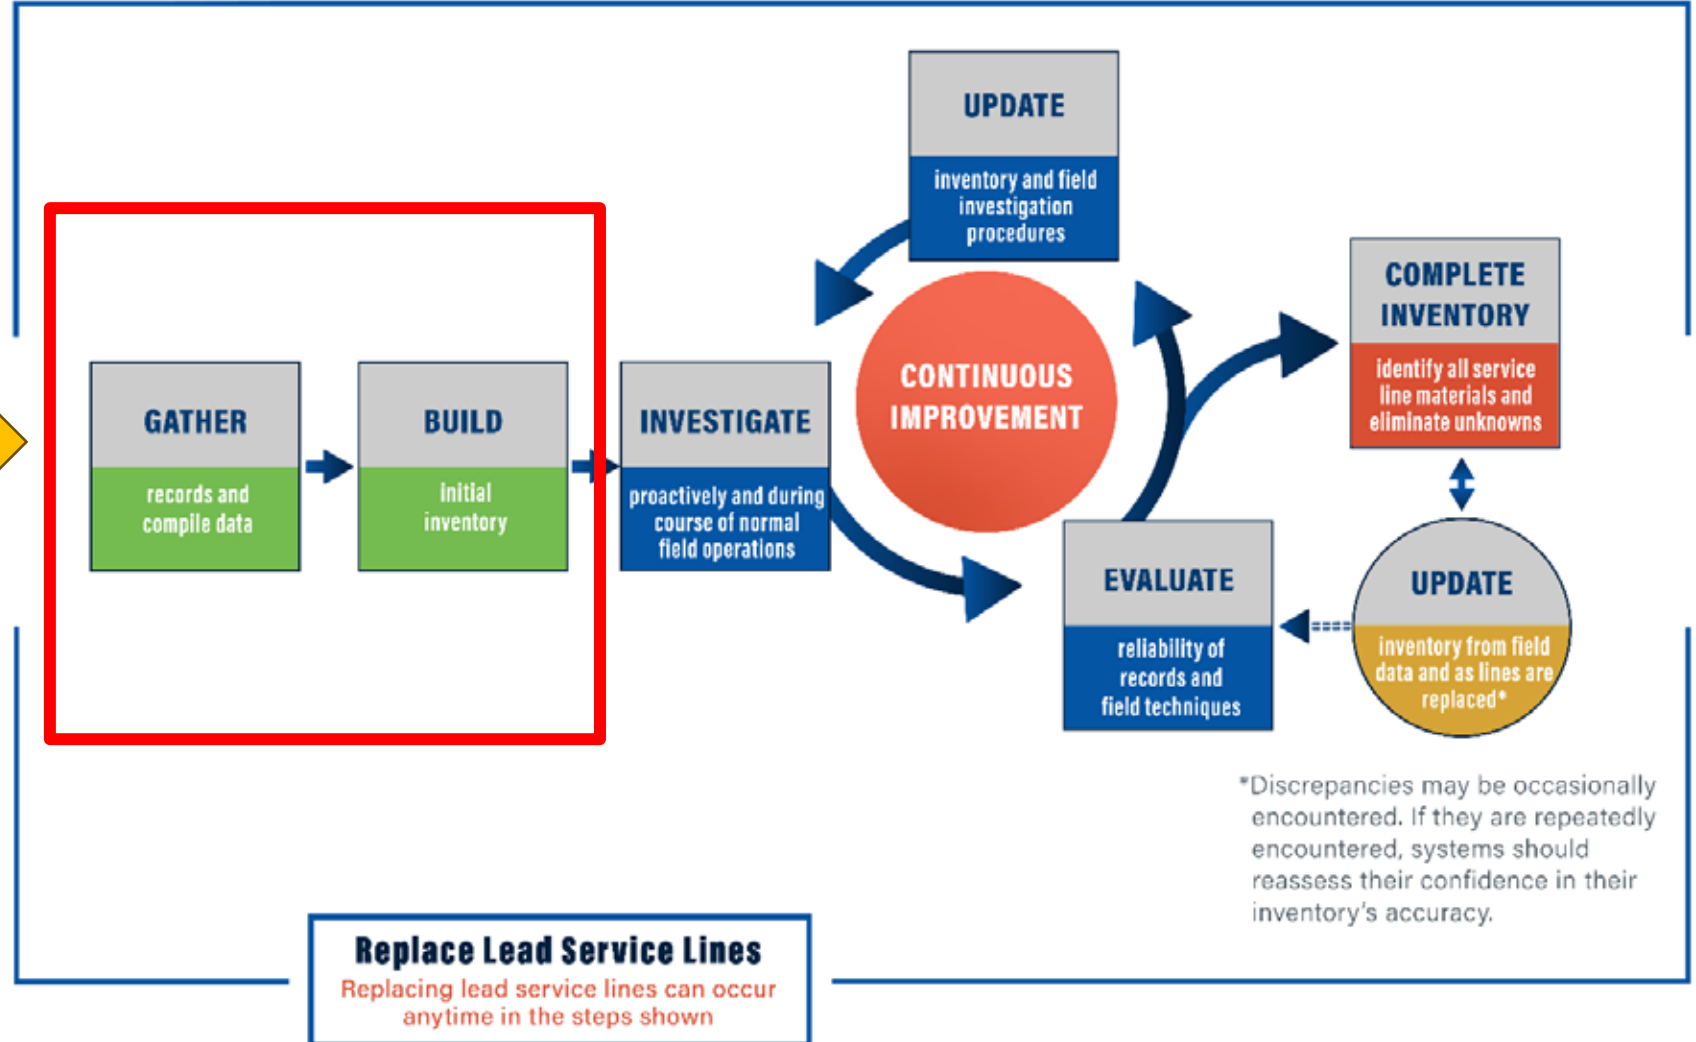 GATHER
records and
compile data
BUILD
initial
inventory
INVESTIGATE
proactively and during
course of normal
field operations
UPDATE
inventory and field
investigation
procedures
CONTINUOUS
IMPROVEMENT
EVALUATE
reliability of
records and
field techniques
COMPLETE
INVENTORY
identify all service
line materials and
eliminate unknowns
UPDATE
inventory from field
data and as lines are
replaced*
*Discrepancies may be occasionally
encountered. If they are repeatedly
encountered, systems should
reassess their confidence in their
inventory's accuracy.
Replace Lead Service Lines
Replacing lead service lines can occur
anytime in the steps shown